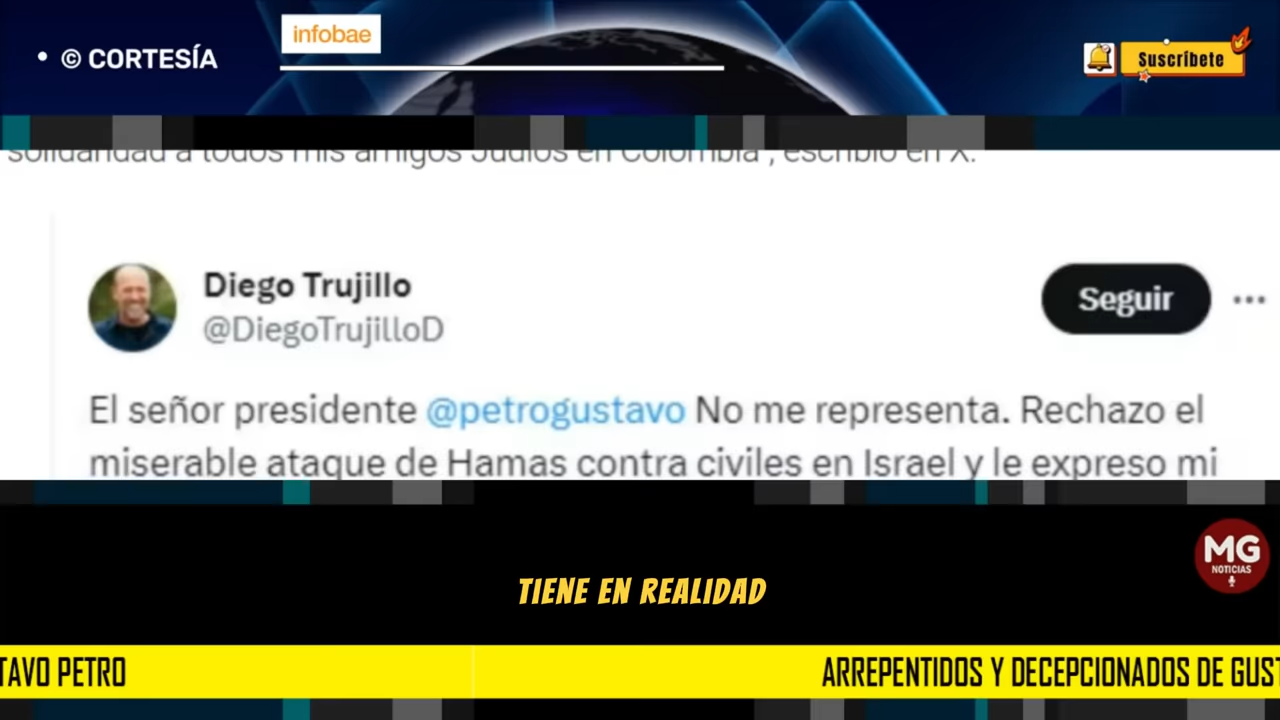 • © CORTESÍA
infobae
Suscríbete
solidaridad a todos mis amigos Judíos en Colombia", escribió en X.
Diego Trujillo
@DiegoTrujilloD
Seguir
El señor presidente @petrogustavo No me representa. Rechazo el
miserable ataque de Hamas contra civiles en Israel y le expreso mi
MG
NOTICIAS
TIENE EN REALIDAD
TAVO PETRO
ARREPENTIDOS Y DECEPCIONADOS DE GUST